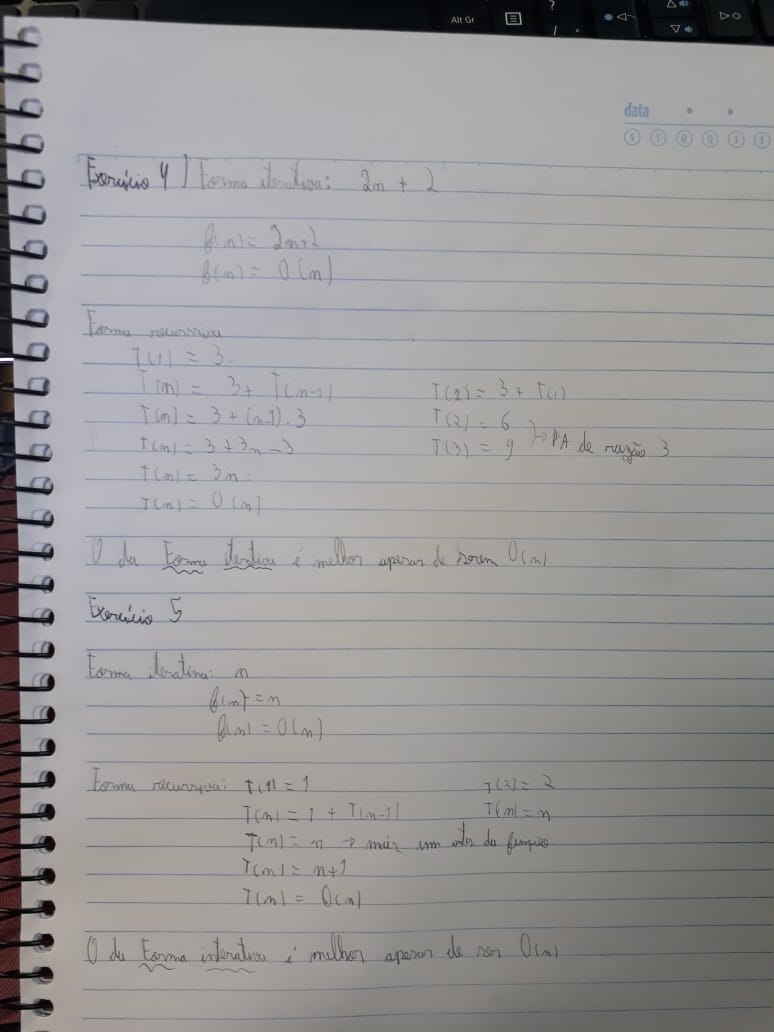 Alt Gr
data
S T Q Q S S
Exercício 4) Forma iterativa: 2n + 2
f(n) = 2n+2
f(n) = O(n)
Forma recursiva
T(1) = 3
T(n) = 3 + T(n-1) T(2) = 3 + T(1)
T(n) = 3 + (n-1).3 T(2) = 6
T(n) = 3 + 3n - 3 T(3) = 9 }→ PA de razão 3
T(n) = 3n
T(n) = O(n)
O da Forma iterativa é melhor apesar de serem O(n)
Exercício 5
Forma iterativa: n
f(n) = n
f(n) = O(n)
Forma recursiva: T(1) = 1 T(2) = 2
T(n) = 1 + T(n-1) T(n) = n
T(n) = n → mais um antes da função
T(n) = n+1
T(n) = O(n)
O da Forma interativa é melhor apesar de ser O(n)